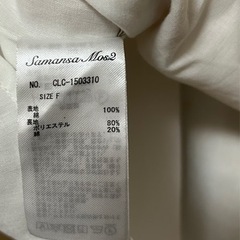 Samansa Mos2
NO. CLC-1503310
SIZE F
表地
綿 100%
裏地
ポリエステル 80%
綿 20%